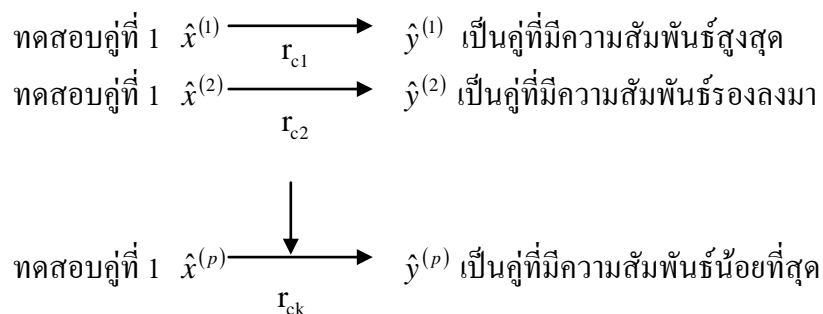 ทดสอบคู่ที่ 1 x̂⁽¹⁾ ŷ⁽¹⁾ เป็นคู่ที่มีความสัมพันธ์สูงสุด
r_c1
ทดสอบคู่ที่ 1 x̂⁽²⁾ ŷ⁽²⁾ เป็นคู่ที่มีความสัมพันธ์รองลงมา
r_c2
ทดสอบคู่ที่ 1 x̂⁽ᵖ⁾ ŷ⁽ᵖ⁾ เป็นคู่ที่มีความสัมพันธ์น้อยที่สุด
r_ck